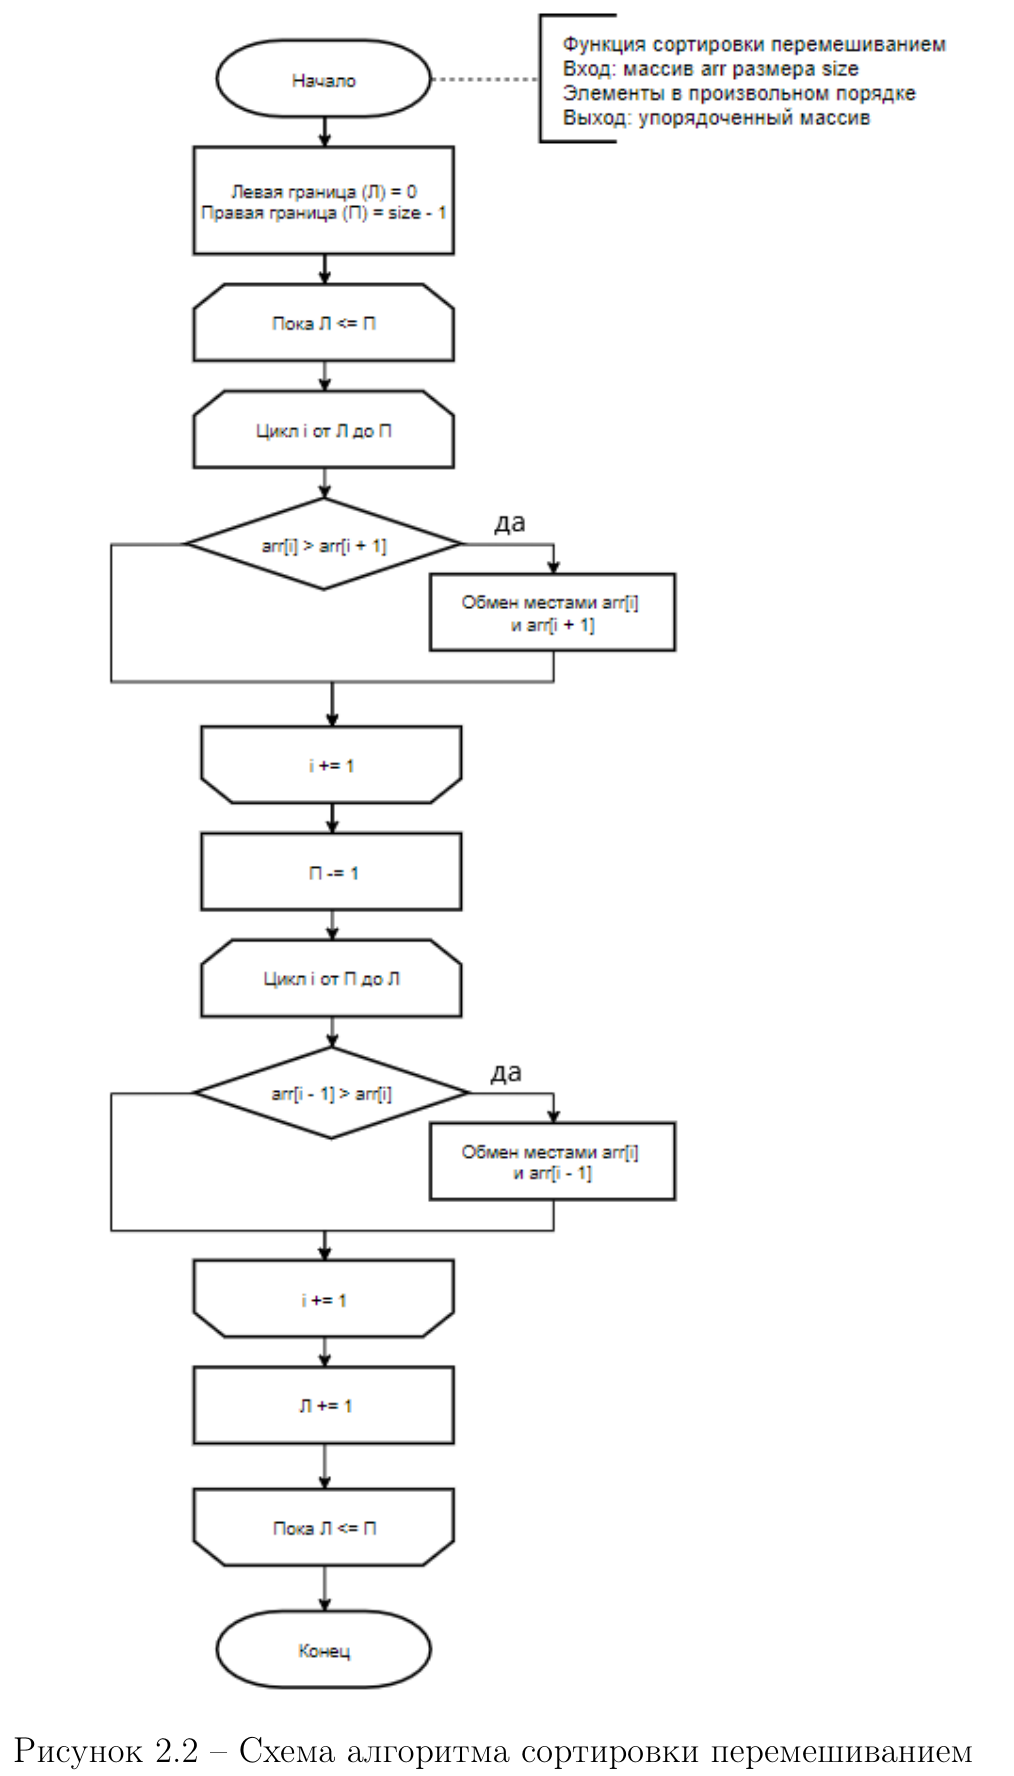 Функция сортировки перемешиванием
Вход: массив arr размера size
Элементы в произвольном порядке
Выход: упорядоченный массив
Начало
Левая граница (Л) = 0
Правая граница (П) = size - 1
Пока Л <= П
Цикл i от Л до П
arr[i] > arr[i + 1]
да
Обмен местами arr[i]
и arr[i + 1]
i += 1
П -= 1
Цикл i от П до Л
arr[i - 1] > arr[i]
да
Обмен местами arr[i]
и arr[i - 1]
i += 1
Л += 1
Пока Л <= П
Конец
Рисунок 2.2 – Схема алгоритма сортировки перемешиванием